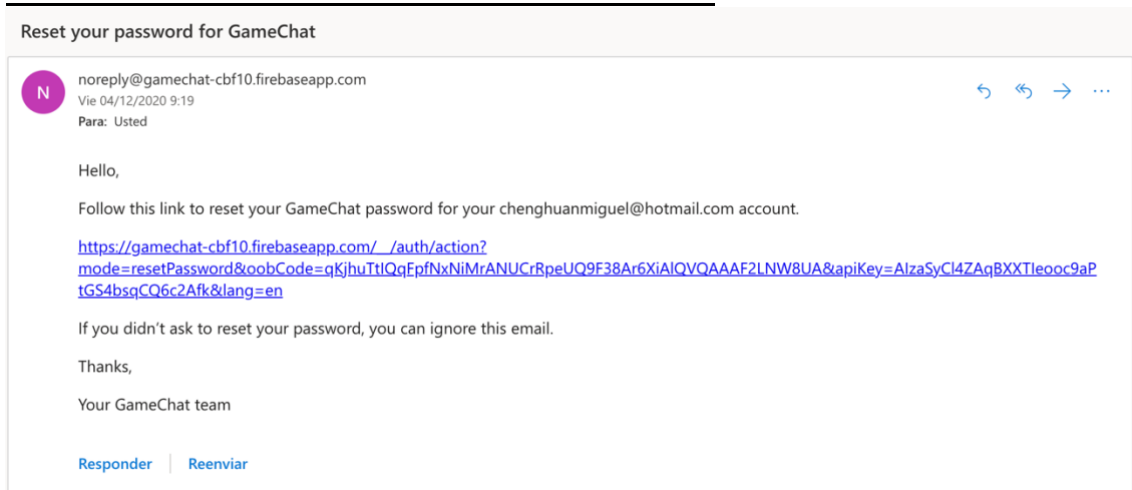 Reset your password for GameChat
N
noreply@gamechat-cbf10.firebaseapp.com
Vie 04/12/2020 9:19
Para: Usted
Hello,
Follow this link to reset your GameChat password for your chenghuanmiguel@hotmail.com account.
https://gamechat-cbf10.firebaseapp.com/__/auth/action?
mode=resetPassword&oobCode=qKjhuTtIQqFpfNxNiMrANUCrRpeUQ9F38Ar6XiAlQVQAAAF2LNW8UA&apiKey=AIzaSyCl4ZAqBXXTIeooc9aP
tGS4bsqCQ6c2Afk&lang=en
If you didn't ask to reset your password, you can ignore this email.
Thanks,
Your GameChat team
Responder Reenviar